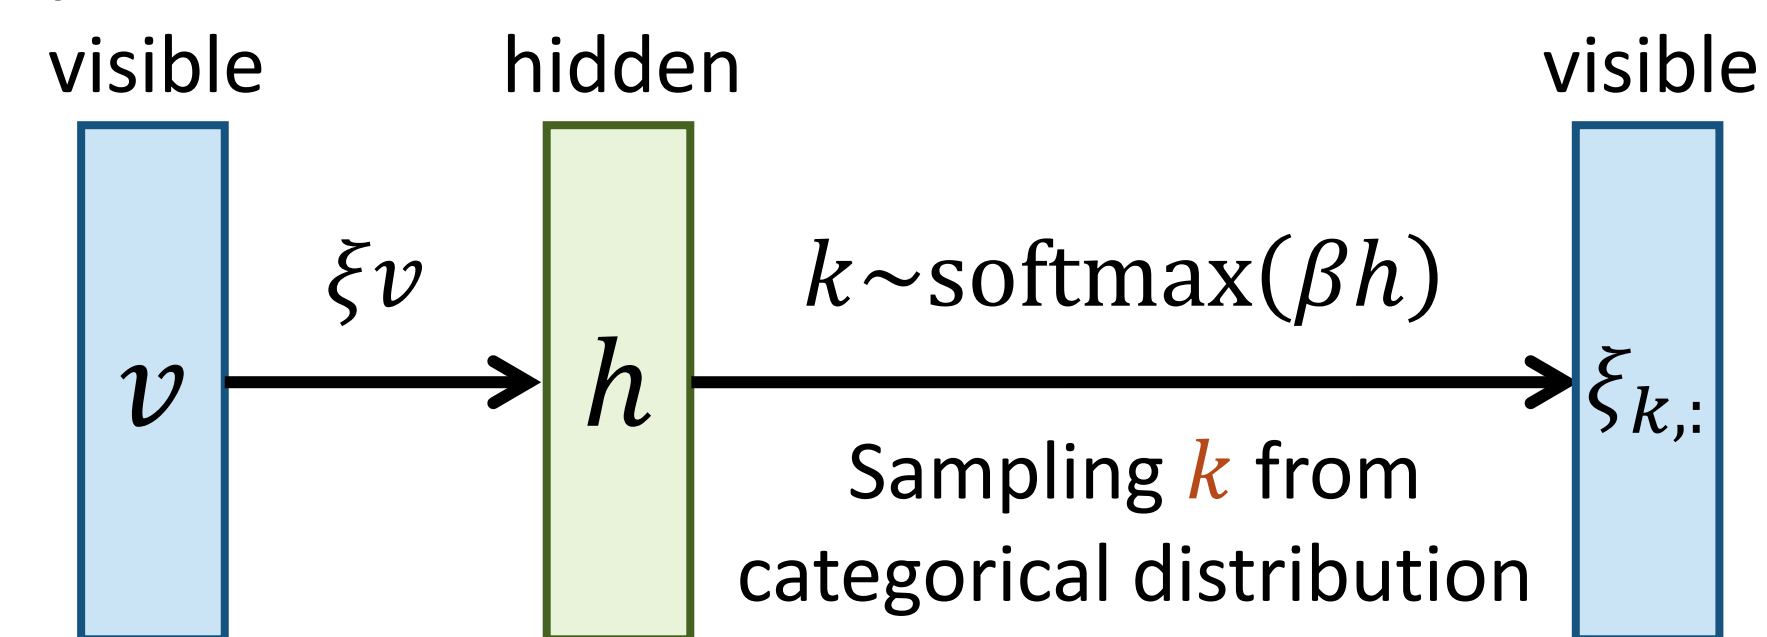 visible hidden visible
ξv k~softmax(βh)
v h ξₖ,:
Sampling k from
categorical distribution